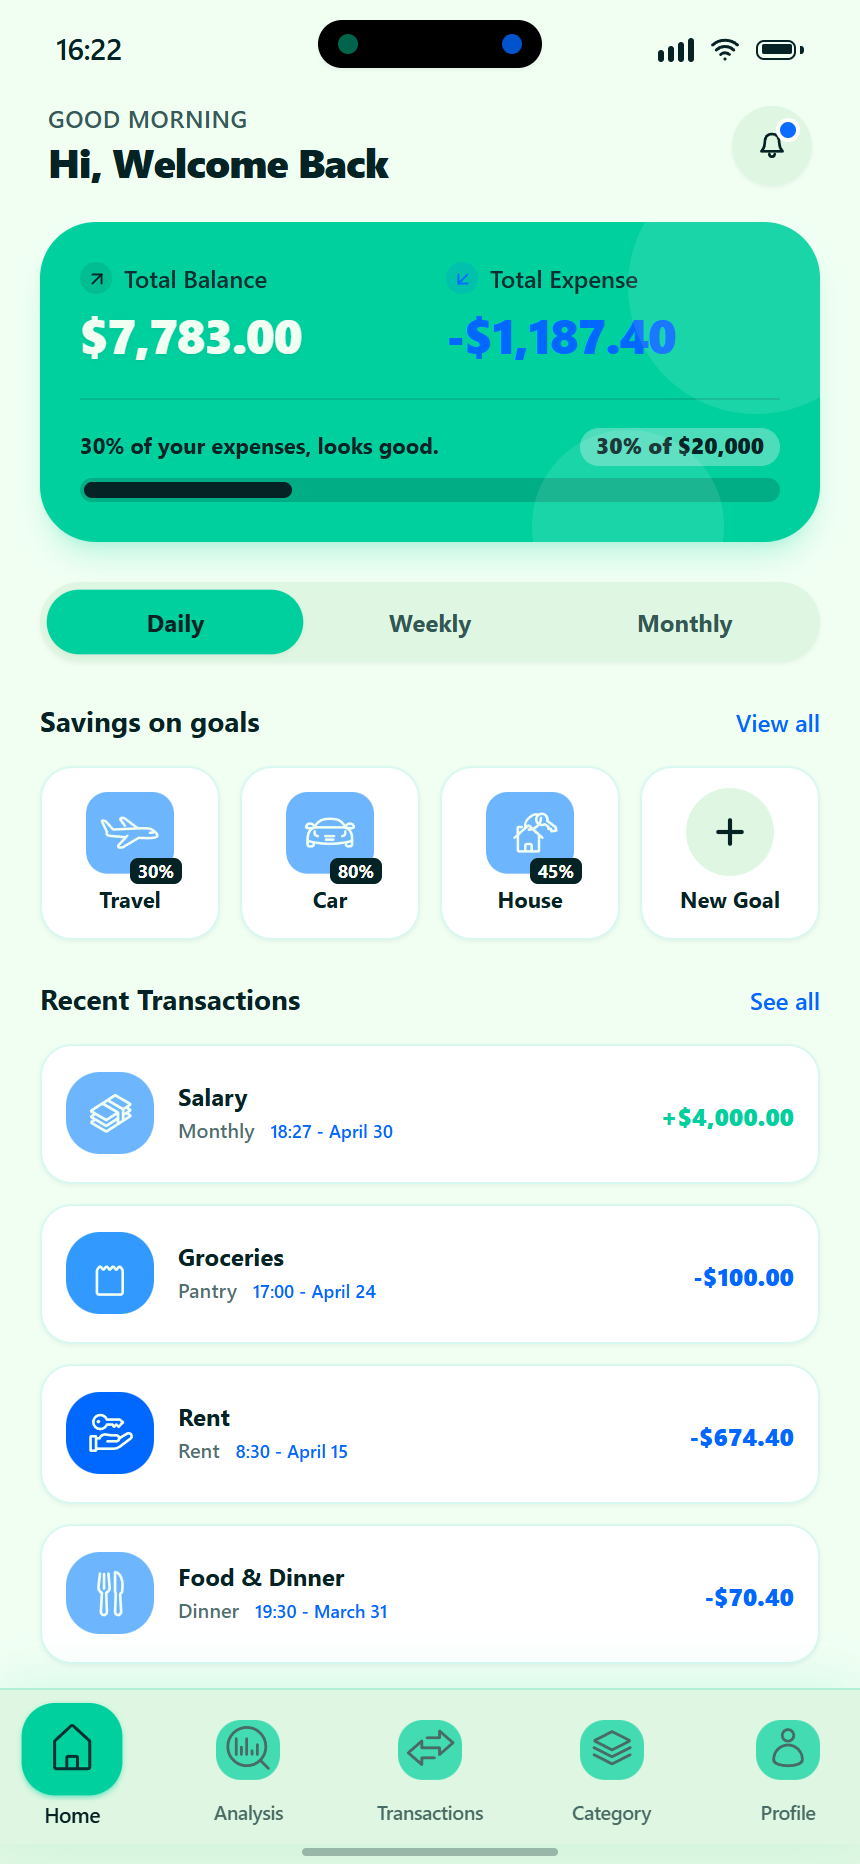 16:22
GOOD MORNING
Hi, Welcome Back
Total Balance
$7,783.00
Total Expense
-$1,187.40
30% of your expenses, looks good.
30% of $20,000
Daily
Weekly
Monthly
Savings on goals
View all
30%
Travel
80%
Car
45%
House
New Goal
Recent Transactions
See all
Salary
Monthly 18:27 - April 30
+$4,000.00
Groceries
Pantry 17:00 - April 24
-$100.00
Rent
Rent 8:30 - April 15
-$674.40
Food & Dinner
Dinner 19:30 - March 31
-$70.40
Home
Analysis
Transactions
Category
Profile